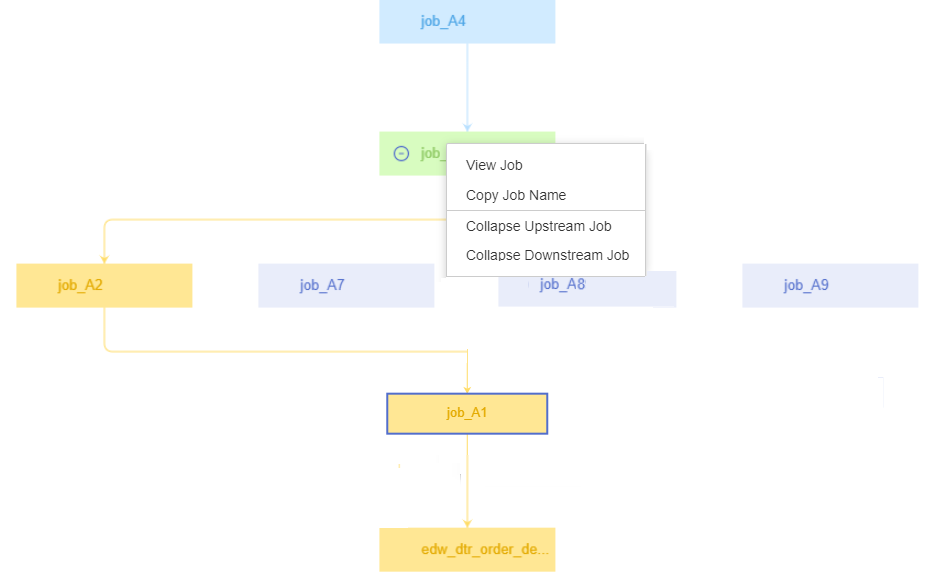 job_A4
job_
View Job
Copy Job Name
Collapse Upstream Job
Collapse Downstream Job
job_A2
job_A7
job_A8
job_A9
job_A1
edw_dtr_order_de...